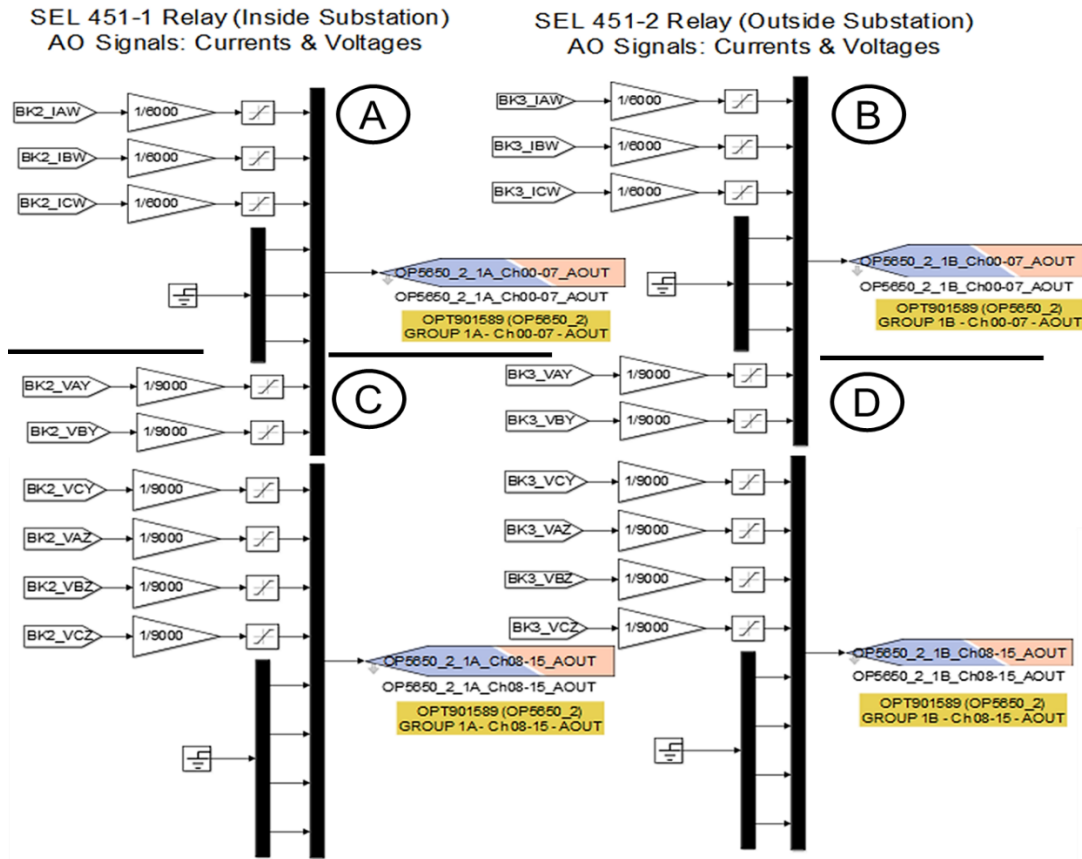 SEL 451-1 Relay (Inside Substation)
AO Signals: Currents & Voltages
BK2_IAW
1/6000
BK2_IBW
1/6000
BK2_ICW
1/6000
A
OP5650_2_1A_Ch00-07_AOUT
OP5650_2_1A_Ch00-07_AOUT
OPT901589 (OP5650_2)
GROUP 1A- Ch00-07 - AOUT
BK2_VAY
1/9000
BK2_VBY
1/9000
C
BK2_VCY
1/9000
BK2_VAZ
1/9000
BK2_VBZ
1/9000
BK2_VCZ
1/9000
OP5650_2_1A_Ch08-15_AOUT
OP5650_2_1A_Ch08-15_AOUT
OPT901589 (OP5650_2)
GROUP 1A- Ch08-15 - AOUT
SEL 451-2 Relay (Outside Substation)
AO Signals: Currents & Voltages
BK3_IAW
1/6000
BK3_IBW
1/6000
BK3_ICW
1/6000
B
OP5650_2_1B_Ch00-07_AOUT
OP5650_2_1B_Ch00-07_AOUT
OPT901589 (OP5650_2)
GROUP 1B - Ch00-07 - AOUT
BK3_VAY
1/9000
BK3_VBY
1/9000
D
BK3_VCY
1/9000
BK3_VAZ
1/9000
BK3_VBZ
1/9000
BK3_VCZ
1/9000
OP5650_2_1B_Ch08-15_AOUT
OP5650_2_1B_Ch08-15_AOUT
OPT901589 (OP5650_2)
GROUP 1B - Ch08-15 - AOUT